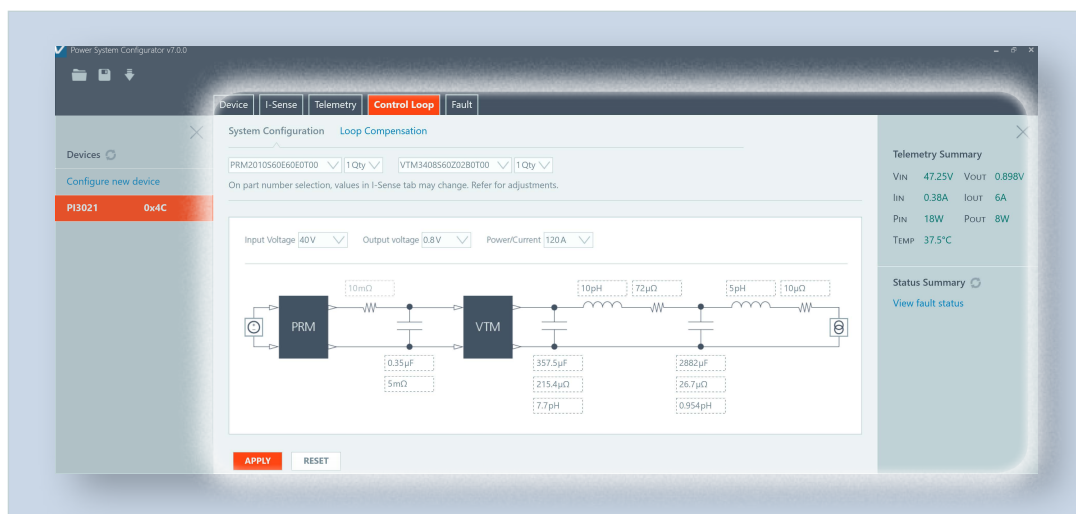 Power System Configurator v7.0.0
Device I-Sense Telemetry Control Loop Fault
Devices
Configure new device
PI3021 0x4C
System Configuration Loop Compensation
PRM2010S60E60E0T00 1 Qty VTM3408S60Z02B0T00 1 Qty
On part number selection, values in I-Sense tab may change. Refer for adjustments.
Input Voltage 40 V Output voltage 0.8 V Power/Current 120 A
10mΩ 10pH 72µΩ 5pH 10µΩ
PRM VTM
0.35µF 357.5µF 2882µF
5mΩ 215.4µΩ 26.7µΩ
7.7pH 0.954pH
APPLY RESET
Telemetry Summary
VIN 47.25V VOUT 0.898V
IIN 0.38A IOUT 6A
PIN 18W POUT 8W
TEMP 37.5°C
Status Summary
View fault status